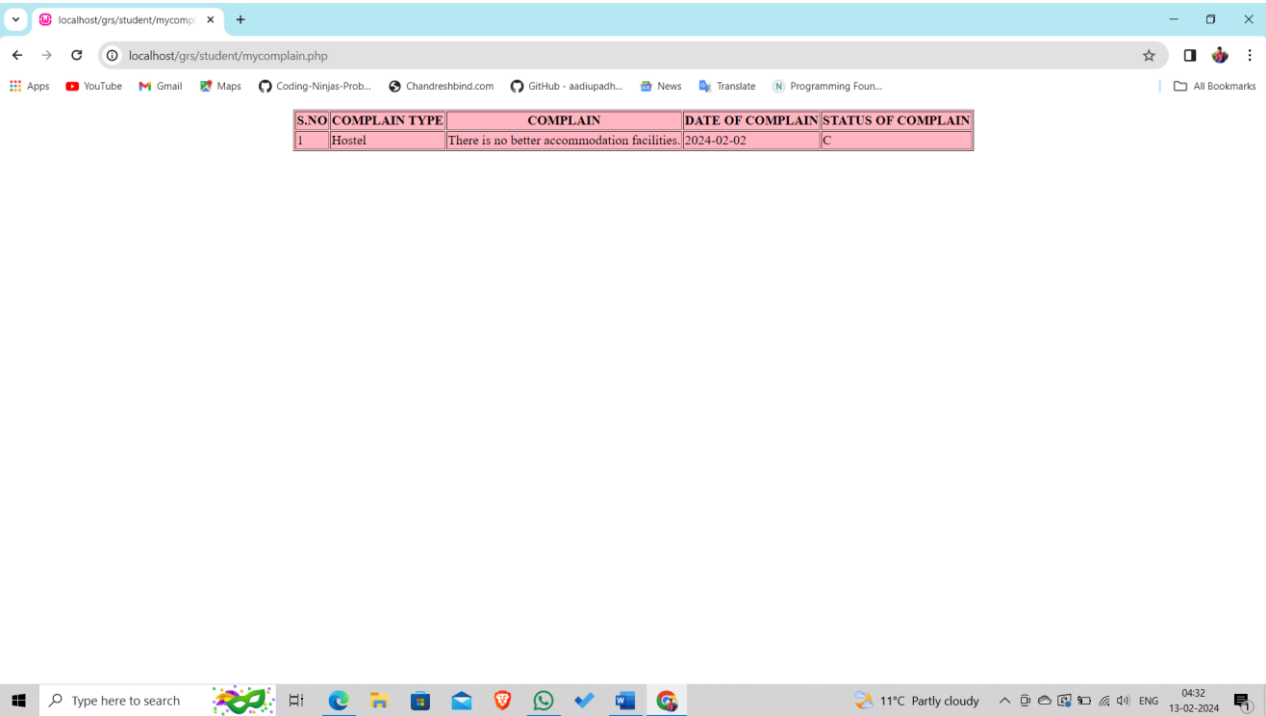 localhost/grs/student/mycomp
localhost/grs/student/mycomplain.php
Apps YouTube Gmail Maps Coding-Ninjas-Prob... Chandreshbind.com GitHub - aadiupadh... News Translate Programming Foun... All Bookmarks
S.NO COMPLAIN TYPE COMPLAIN DATE OF COMPLAIN STATUS OF COMPLAIN
1 Hostel There is no better accommodation facilities. 2024-02-02 C
Type here to search 11°C Partly cloudy ENG 04:32
13-02-2024 1